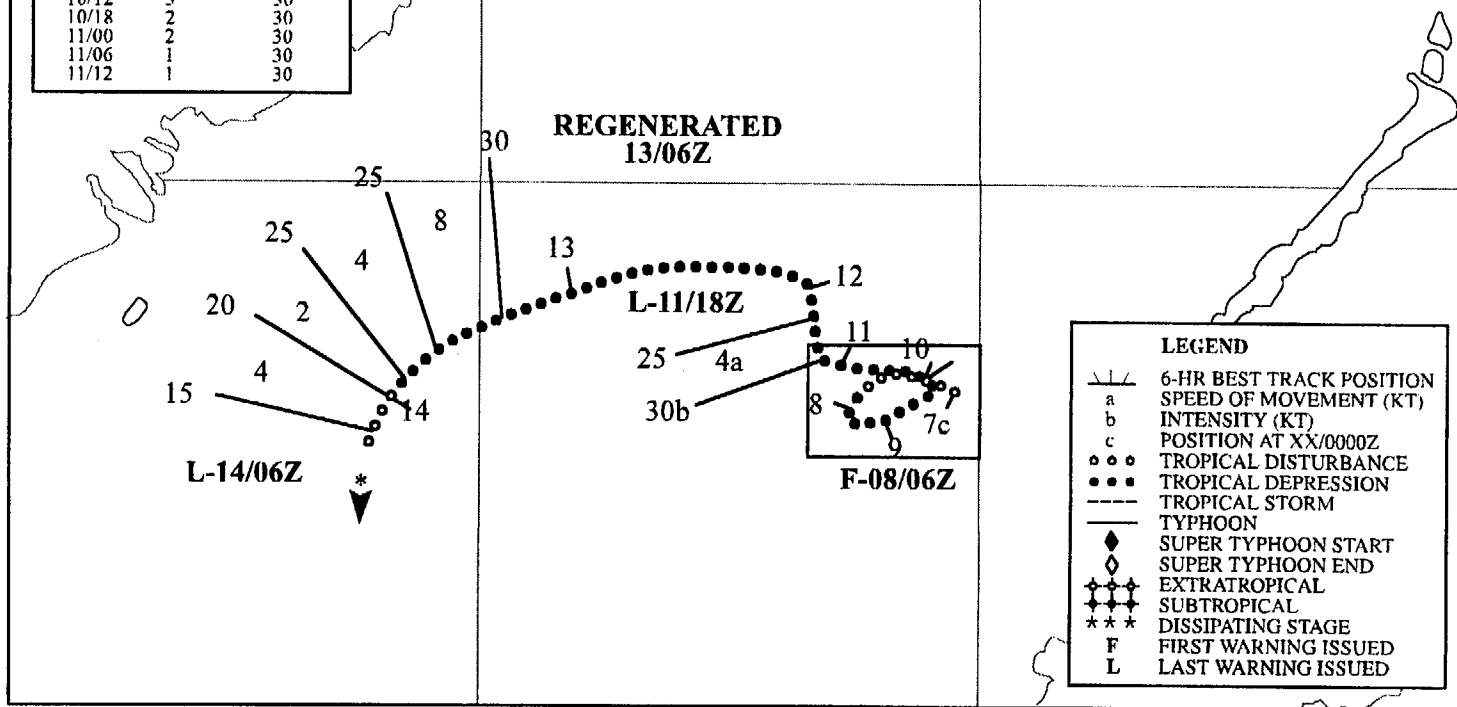 10/12 3 30
10/18 2 30
11/00 2 30
11/06 1 30
11/12 1 30
REGENERATED
13/06Z
30
25
8
25
4
13
20
2
12
L-11/18Z
4
25
4a
11
10
15
14
30b
8
7c
9
L-14/06Z
*
F-08/06Z
LEGEND
6-HR BEST TRACK POSITION
a SPEED OF MOVEMENT (KT)
b INTENSITY (KT)
c POSITION AT XX/0000Z
TROPICAL DISTURBANCE
TROPICAL DEPRESSION
TROPICAL STORM
TYPHOON
SUPER TYPHOON START
SUPER TYPHOON END
EXTRATROPICAL
SUBTROPICAL
* * * DISSIPATING STAGE
F FIRST WARNING ISSUED
L LAST WARNING ISSUED